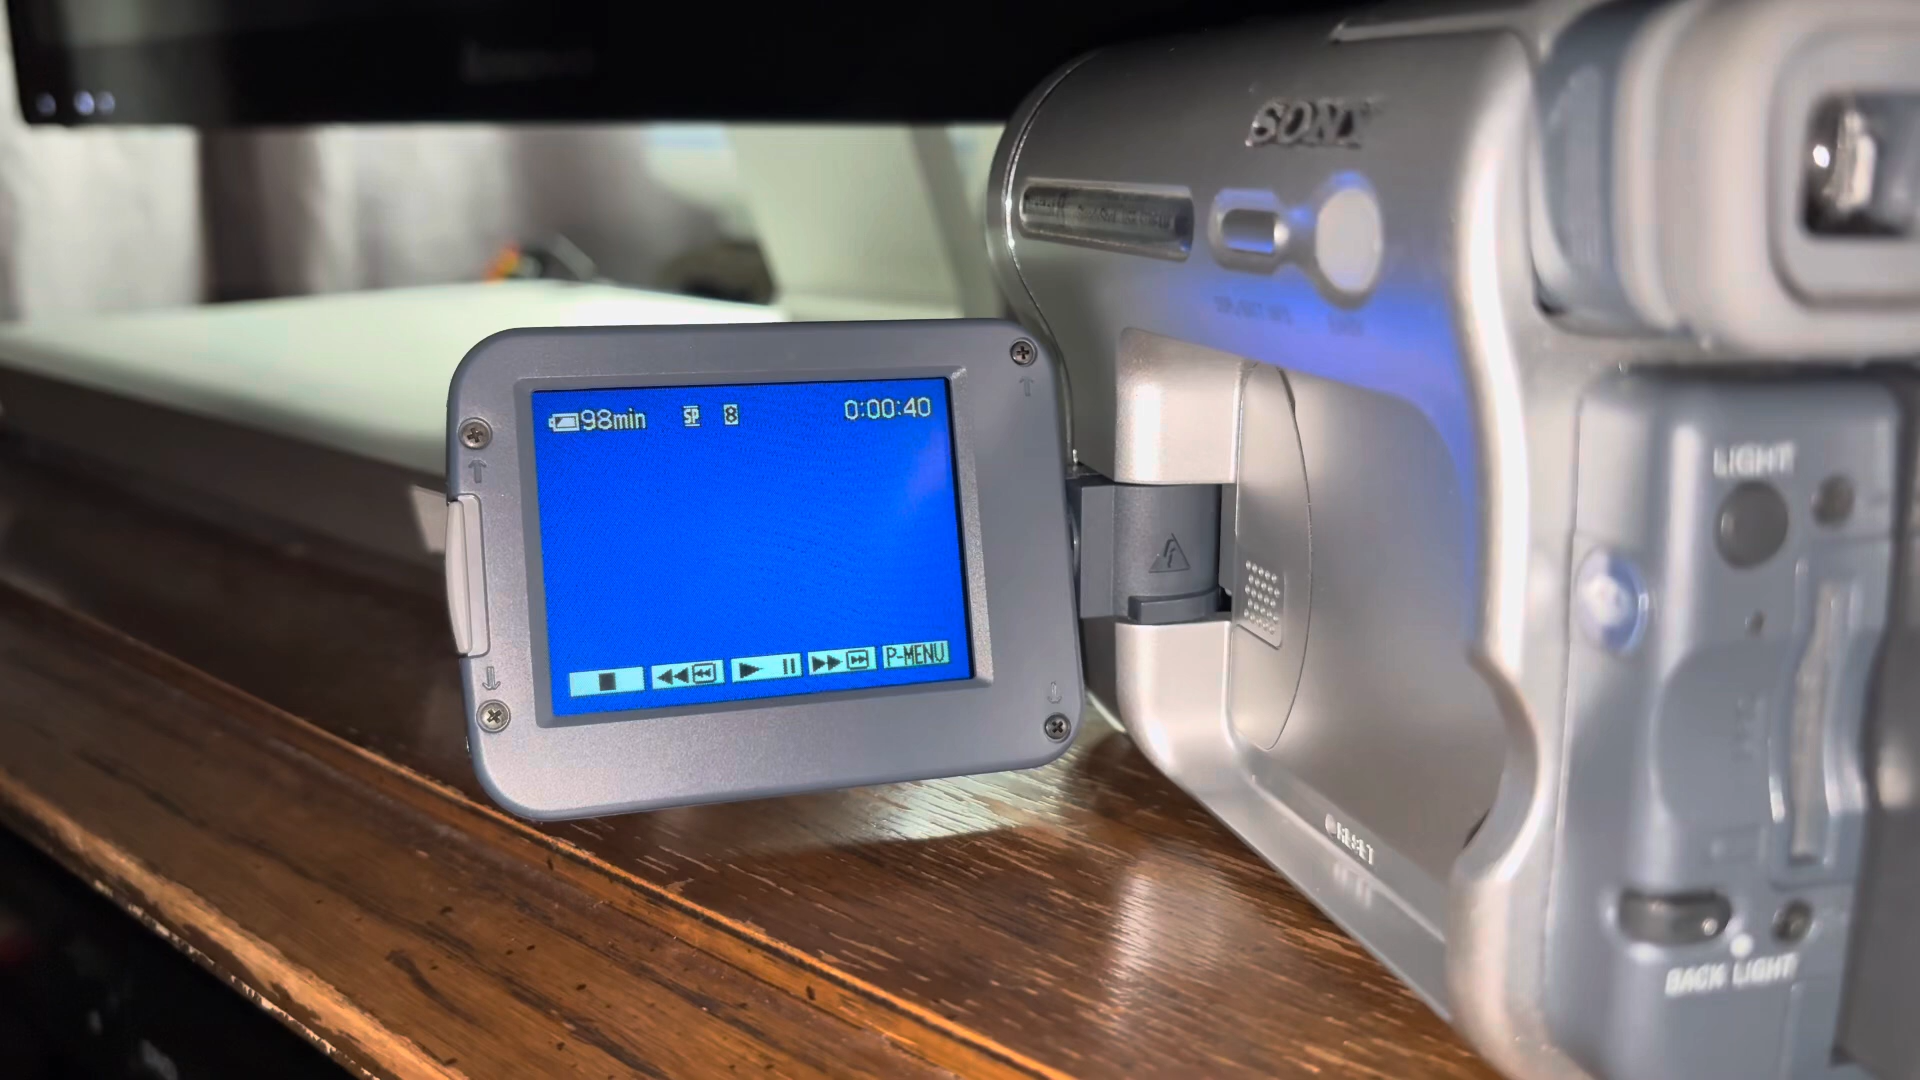 SONY
98min SP 8 0:00:40
P-MENU
LIGHT
RESET
BACK LIGHT